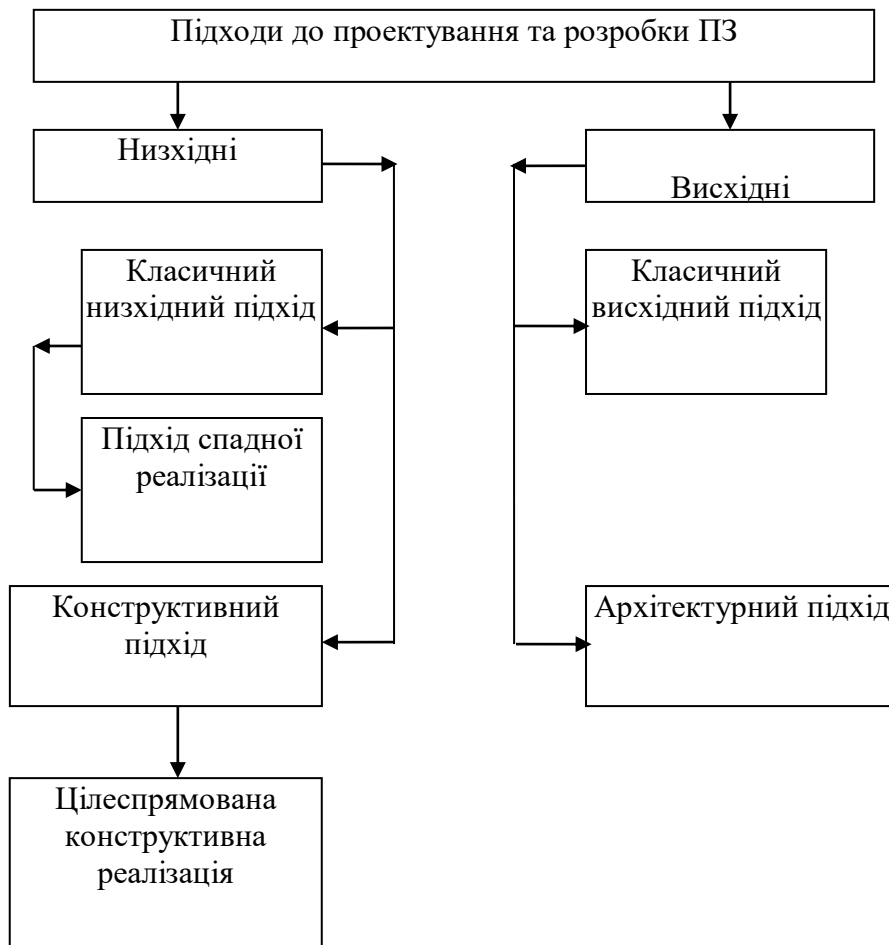 Підходи до проектування та розробки ПЗ
Низхідні
Висхідні
Класичний
низхідний підхід
Класичний
висхідний підхід
Підхід спадної
реалізації
Конструктивний
підхід
Архітектурний підхід
Цілеспрямована
конструктивна
реалізація